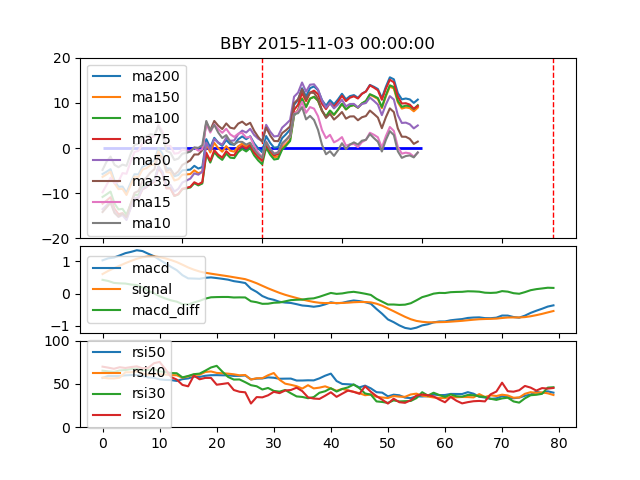 BBY 2015-11-03 00:00:00
20
10
0
−10
−20
ma200
ma150
ma100
ma75
ma50
ma35
ma15
ma10
1
0
−1
macd
signal
macd_diff
100
50
0
rsi50
rsi40
rsi30
rsi20
0 10 20 30 40 50 60 70 80